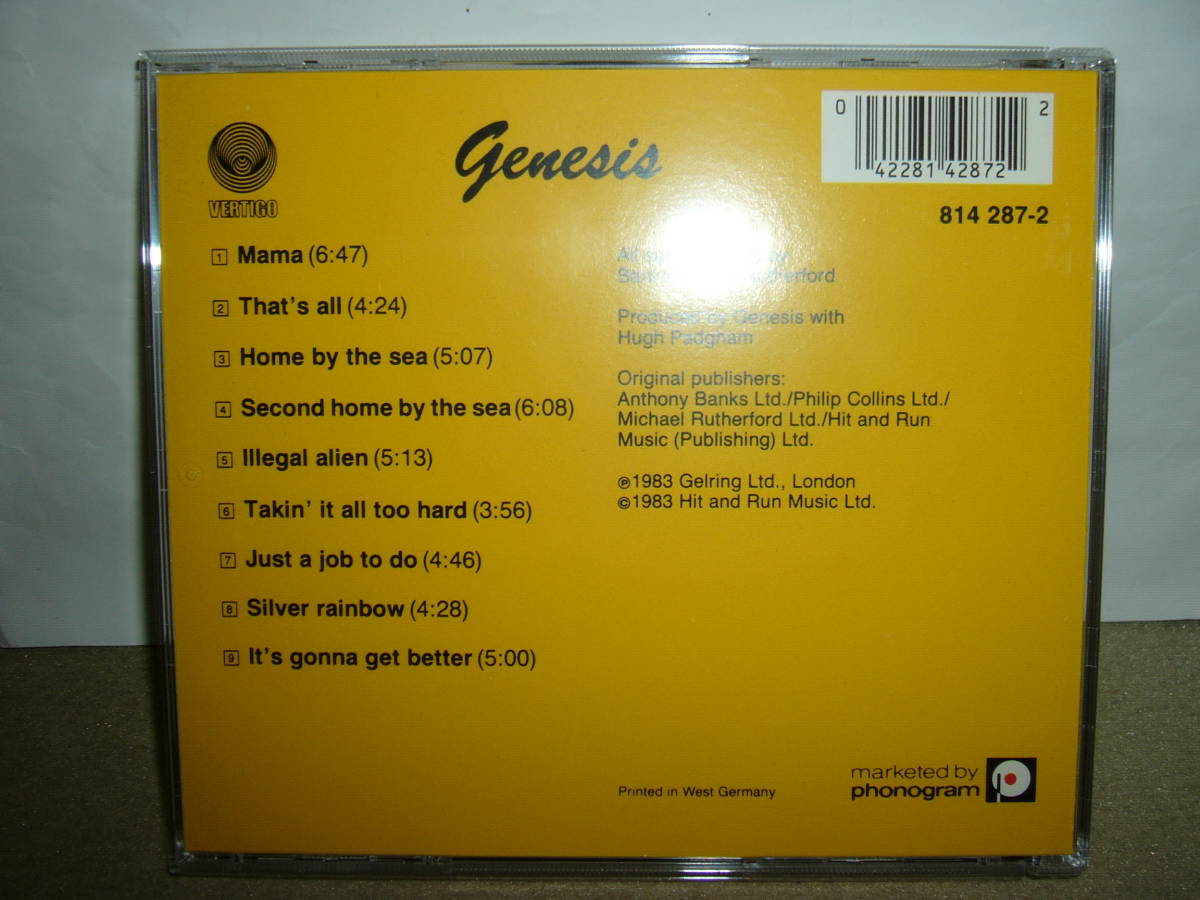 VERTIGO
Genesis
0 42281 42872 2
814 287-2
1 Mama (6:47)
2 That's all (4:24)
3 Home by the sea (5:07)
4 Second home by the sea (6:08)
5 Illegal alien (5:13)
6 Takin' it all too hard (3:56)
7 Just a job to do (4:46)
8 Silver rainbow (4:28)
9 It's gonna get better (5:00)
Produced by Genesis with
Hugh Padgham
Original publishers:
Anthony Banks Ltd./Philip Collins Ltd./
Michael Rutherford Ltd./Hit and Run
Music (Publishing) Ltd.
℗1983 Gelring Ltd., London
©1983 Hit and Run Music Ltd.
Printed in West Germany
marketed by
phonogram